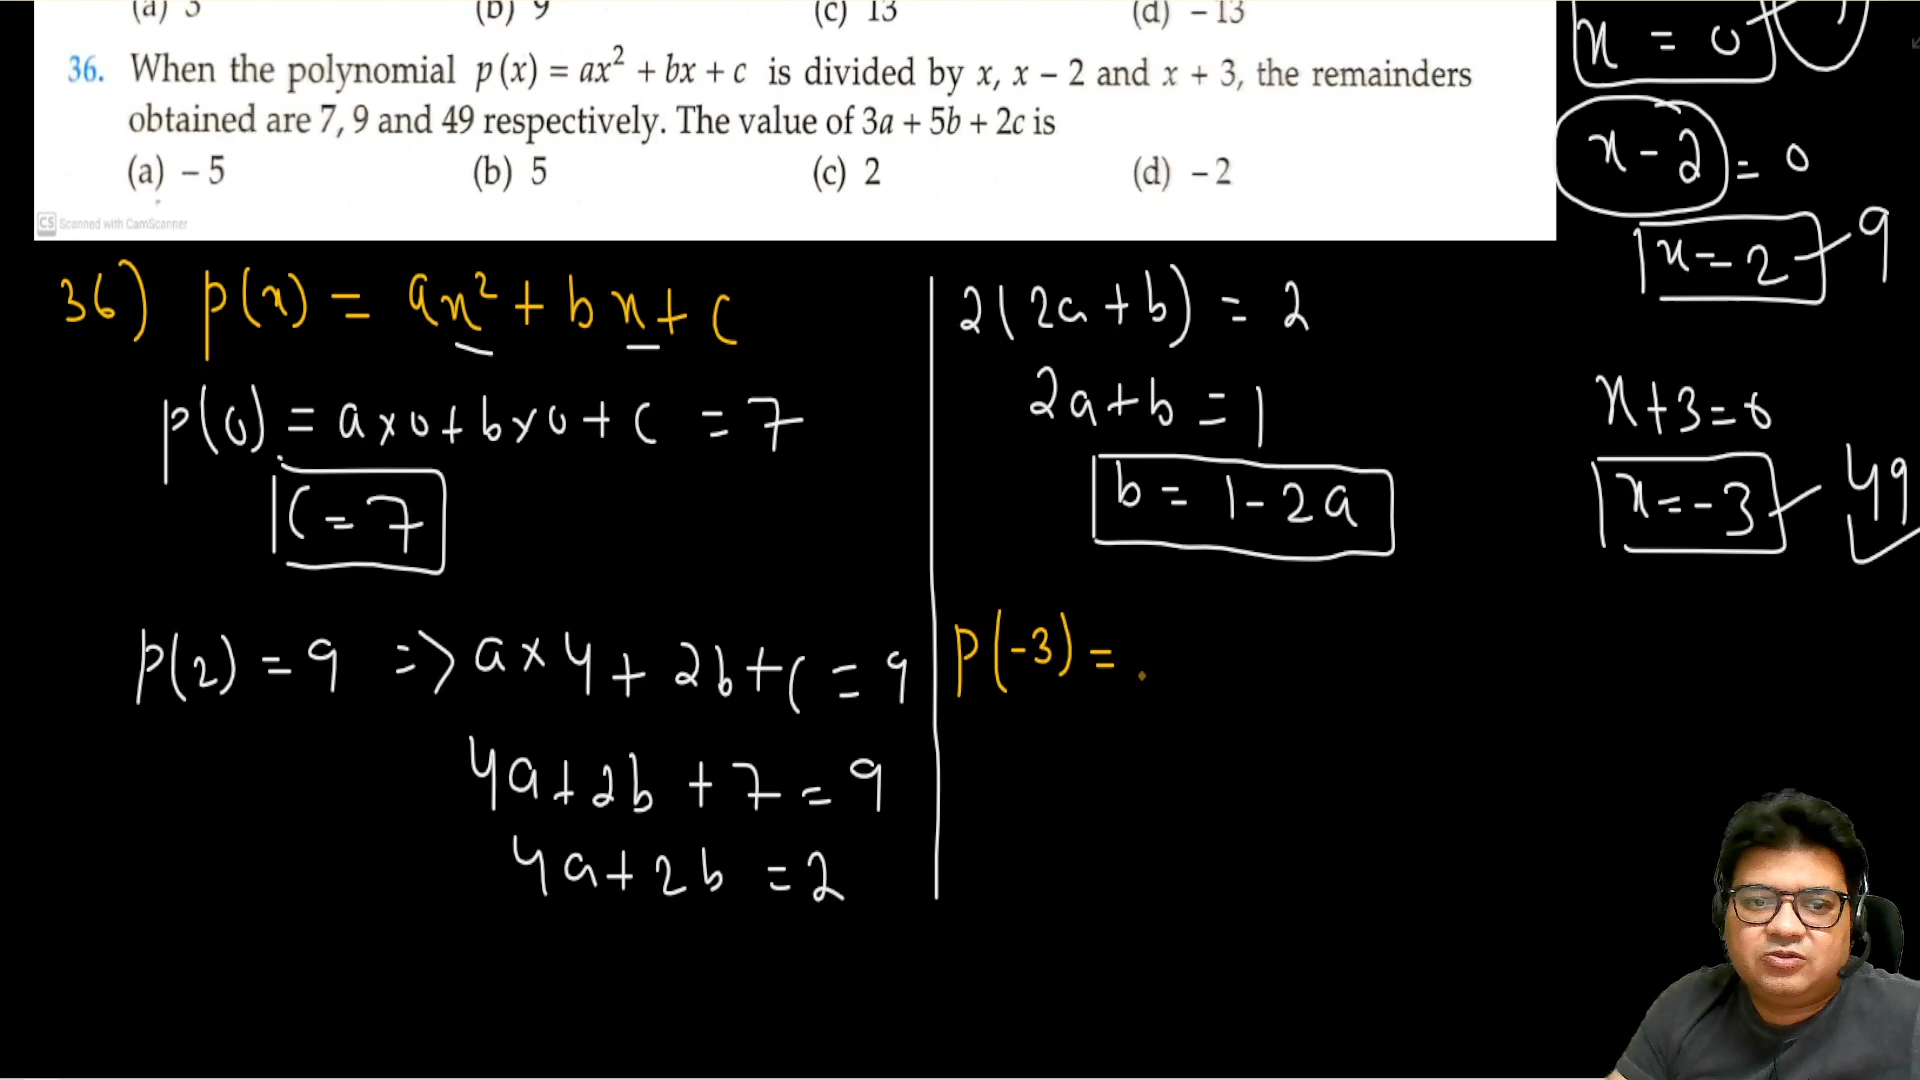 (a) 3 (b) 9 (c) 13 (d) – 13
36. When the polynomial p(x) = ax² + bx + c is divided by x, x – 2 and x + 3, the remainders
obtained are 7, 9 and 49 respectively. The value of 3a + 5b + 2c is
(a) – 5 (b) 5 (c) 2 (d) – 2
CS Scanned with CamScanner
36) p(x) = ax² + bx + c
p(0) = a×0 + b×0 + c = 7
c = 7
p(2) = 9 => a×4 + 2b + c = 9
4a + 2b + 7 = 9
4a + 2b = 2
2(2a + b) = 2
2a + b = 1
b = 1 - 2a
p(-3) =
x = 0
x - 2 = 0
x = 2 9
x + 3 = 0
x = -3 49